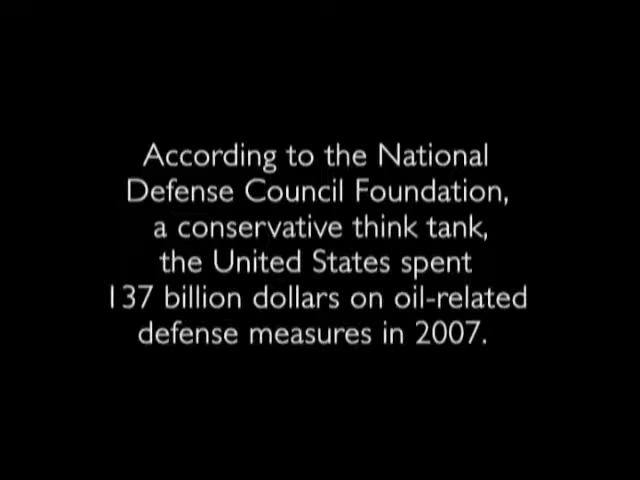 According to the National
Defense Council Foundation,
a conservative think tank,
the United States spent
137 billion dollars on oil-related
defense measures in 2007.